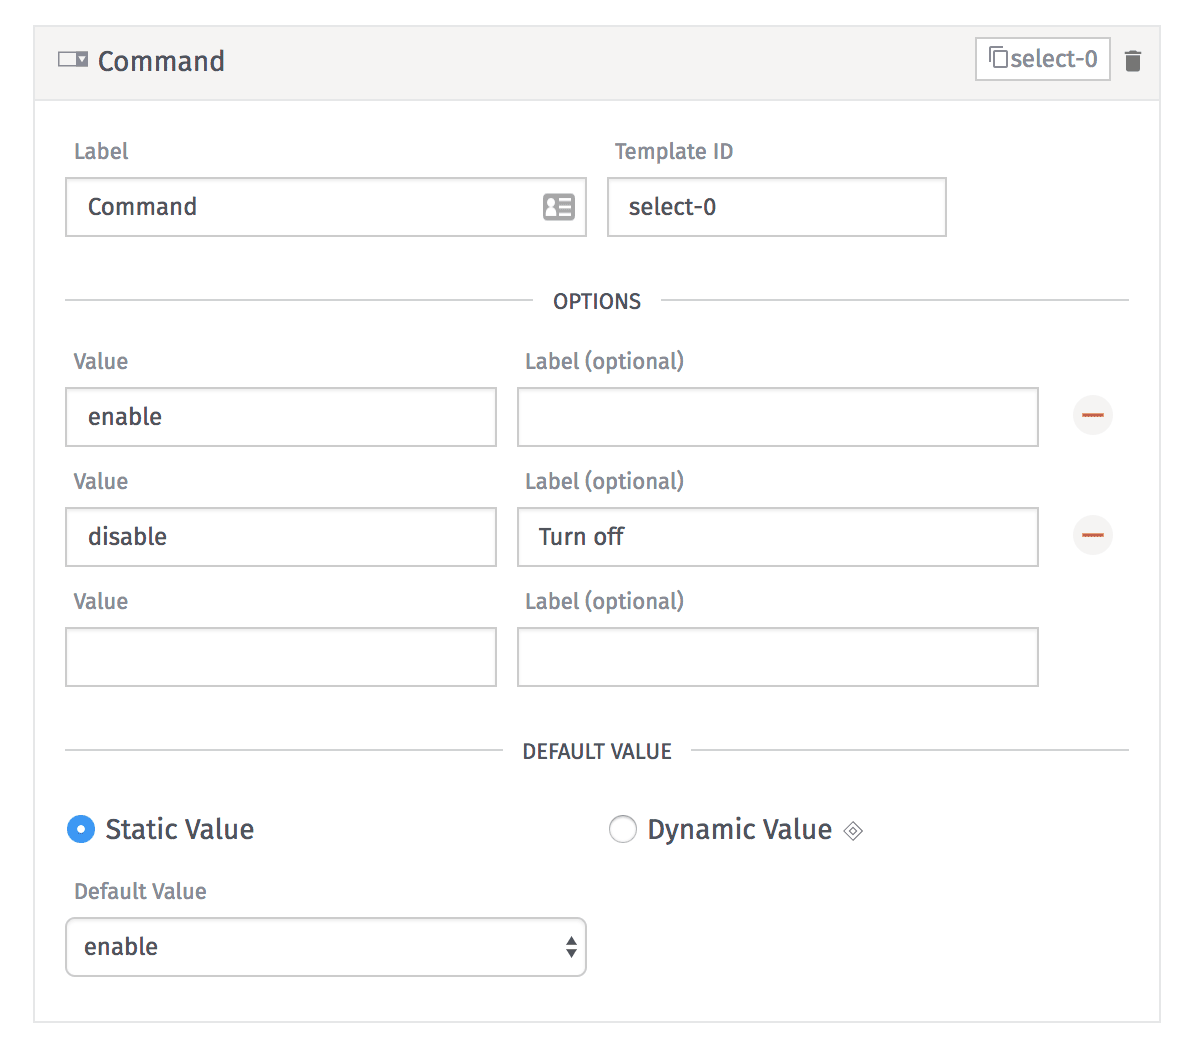 Command
select-0
Label
Template ID
Command
select-0
OPTIONS
Value
Label (optional)
enable
Value
Label (optional)
disable
Turn off
Value
Label (optional)
DEFAULT VALUE
Static Value
Dynamic Value
Default Value
enable